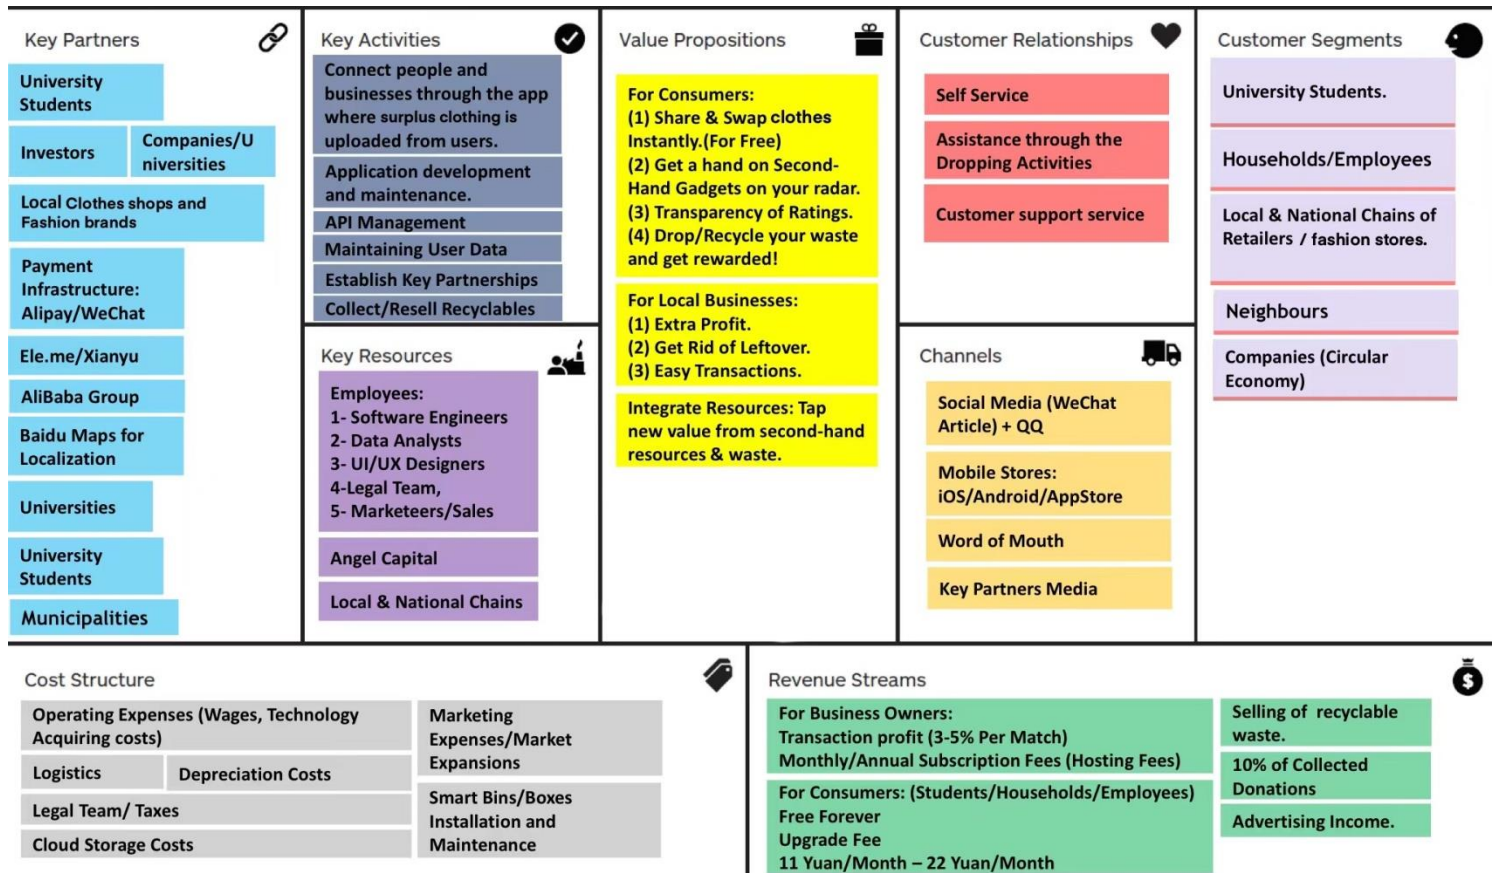 Key Partners
University
Students
Investors
Companies/U
niversities
Local Clothes shops and
Fashion brands
Payment
Infrastructure:
Alipay/WeChat
Ele.me/Xianyu
AliBaba Group
Baidu Maps for
Localization
Universities
University
Students
Municipalities
Key Activities
Connect people and
businesses through the app
where surplus clothing is
uploaded from users.
Application development
and maintenance.
API Management
Maintaining User Data
Establish Key Partnerships
Collect/Resell Recyclables
Key Resources
Employees:
1- Software Engineers
2- Data Analysts
3- UI/UX Designers
4-Legal Team,
5- Marketeers/Sales
Angel Capital
Local & National Chains
Value Propositions
For Consumers:
(1) Share & Swap clothes
Instantly.(For Free)
(2) Get a hand on Second-
Hand Gadgets on your radar.
(3) Transparency of Ratings.
(4) Drop/Recycle your waste
and get rewarded!
For Local Businesses:
(1) Extra Profit.
(2) Get Rid of Leftover.
(3) Easy Transactions.
Integrate Resources: Tap
new value from second-hand
resources & waste.
Customer Relationships
Self Service
Assistance through the
Dropping Activities
Customer support service
Channels
Social Media (WeChat
Article) + QQ
Mobile Stores:
iOS/Android/AppStore
Word of Mouth
Key Partners Media
Customer Segments
University Students.
Households/Employees
Local & National Chains of
Retailers / fashion stores.
Neighbours
Companies (Circular
Economy)
Cost Structure
Operating Expenses (Wages, Technology
Acquiring costs)
Logistics
Depreciation Costs
Legal Team/ Taxes
Cloud Storage Costs
Marketing
Expenses/Market
Expansions
Smart Bins/Boxes
Installation and
Maintenance
Revenue Streams
For Business Owners:
Transaction profit (3-5% Per Match)
Monthly/Annual Subscription Fees (Hosting Fees)
For Consumers: (Students/Households/Employees)
Free Forever
Upgrade Fee
11 Yuan/Month – 22 Yuan/Month
Selling of recyclable
waste.
10% of Collected
Donations
Advertising Income.
$